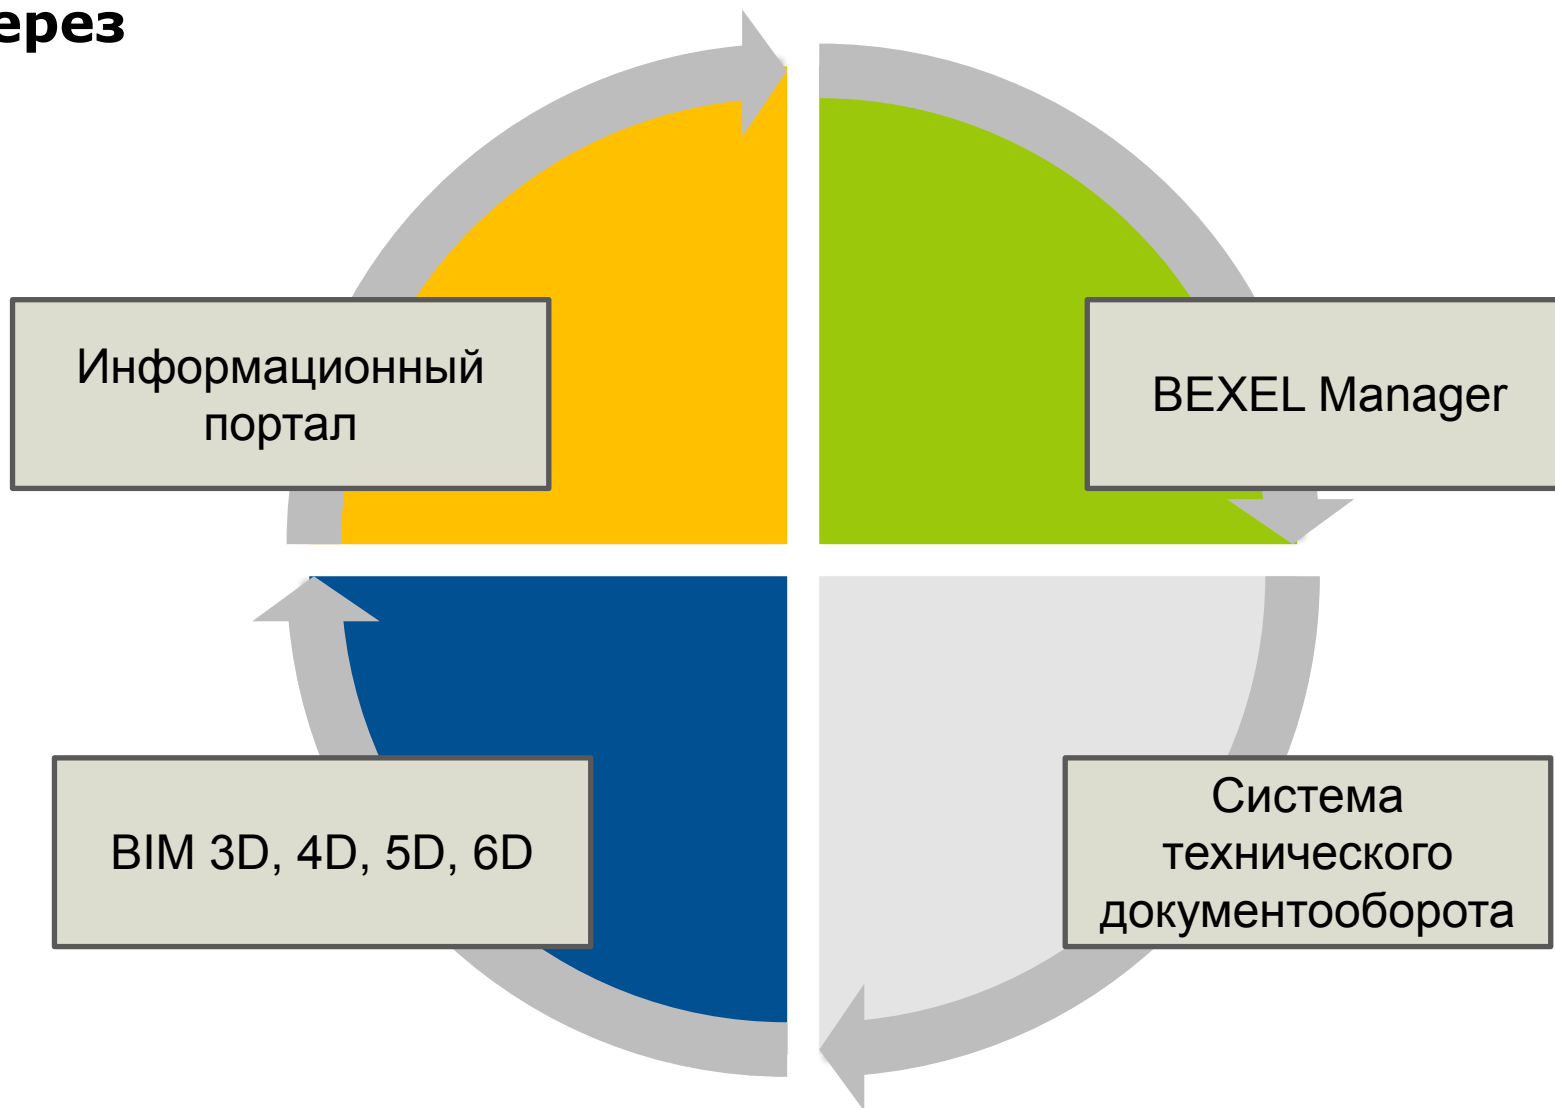 ерез
Информационный
портал
BEXEL Manager
BIM 3D, 4D, 5D, 6D
Система
технического
документооборота